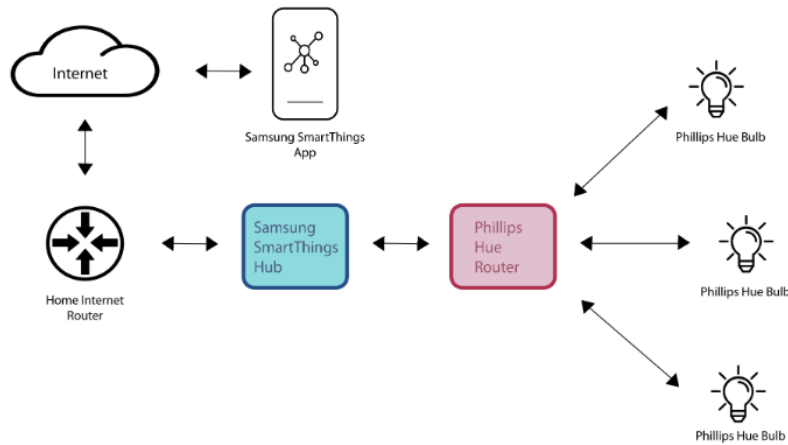 Internet
Samsung SmartThings
App
Phillips Hue Bulb
Samsung
SmartThings
Hub
Phillips
Hue
Router
Home Internet
Router
Phillips Hue Bulb
Phillips Hue Bulb